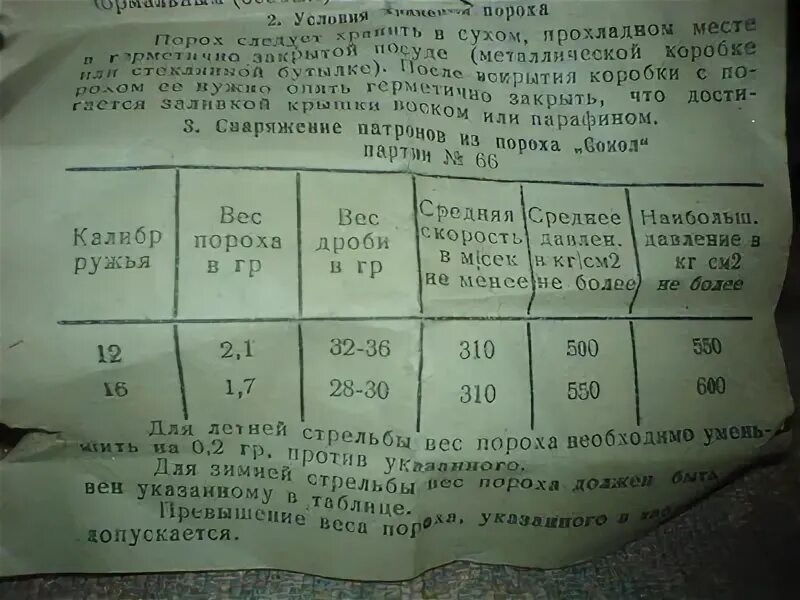 2. Условия хранения пороха
Порох следует хранить в сухом, прохладном месте
в герметично закрытой посуде (металлической коробке
или стеклянной бутылке). После вскрытия коробки с по-
рохом ее нужно опять герметично закрыть, что дости-
гается заливкой крышки воском или парафином.
3. Снаряжение патронов из пороха „Сокол"
партии № 66
Калибр ружья Вес пороха в гр Вес дроби в гр Средняя скорость в м\сек не менее Среднее давлен. в кг\см2 не более Наибольш. давление в кг см2 не более
12 2,1 32-36 310 500 550
16 1,7 28-30 310 550 600
Для летней стрельбы вес пороха необходимо умень-
шить на 0,2 гр. против указанного.
Для зимней стрельбы вес пороха должен быть
вен указанному в таблице.
Превышение веса пороха, указанного в
допускается.